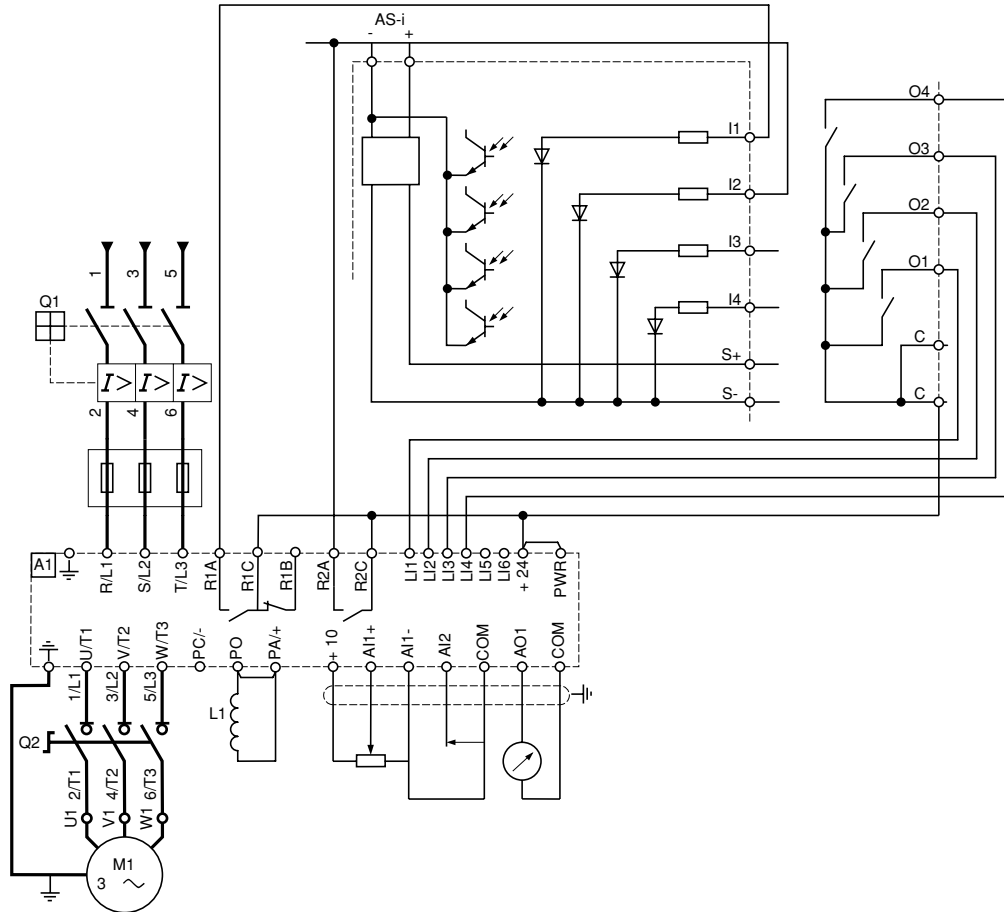 AS-i
- +
O4
I1
O3
I2
O2
I3
O1
I4
C
S+
S-
C
1
3
5
Q1
I>
I>
I>
2
4
6
A1
R/L1
S/L2
T/L3
R1A
R1C
R1B
R2A
R2C
LI1
LI2
LI3
LI4
LI5
LI6
+ 24
PWR
U/T1
V/T2
W/T3
PC/-
PO
PA/+
+ 10
AI1+
AI1-
AI2
COM
AO1
COM
1/L1
3/L2
5/L3
L1
Q2
2/T1
4/T2
6/T3
U1
V1
W1
M1
3